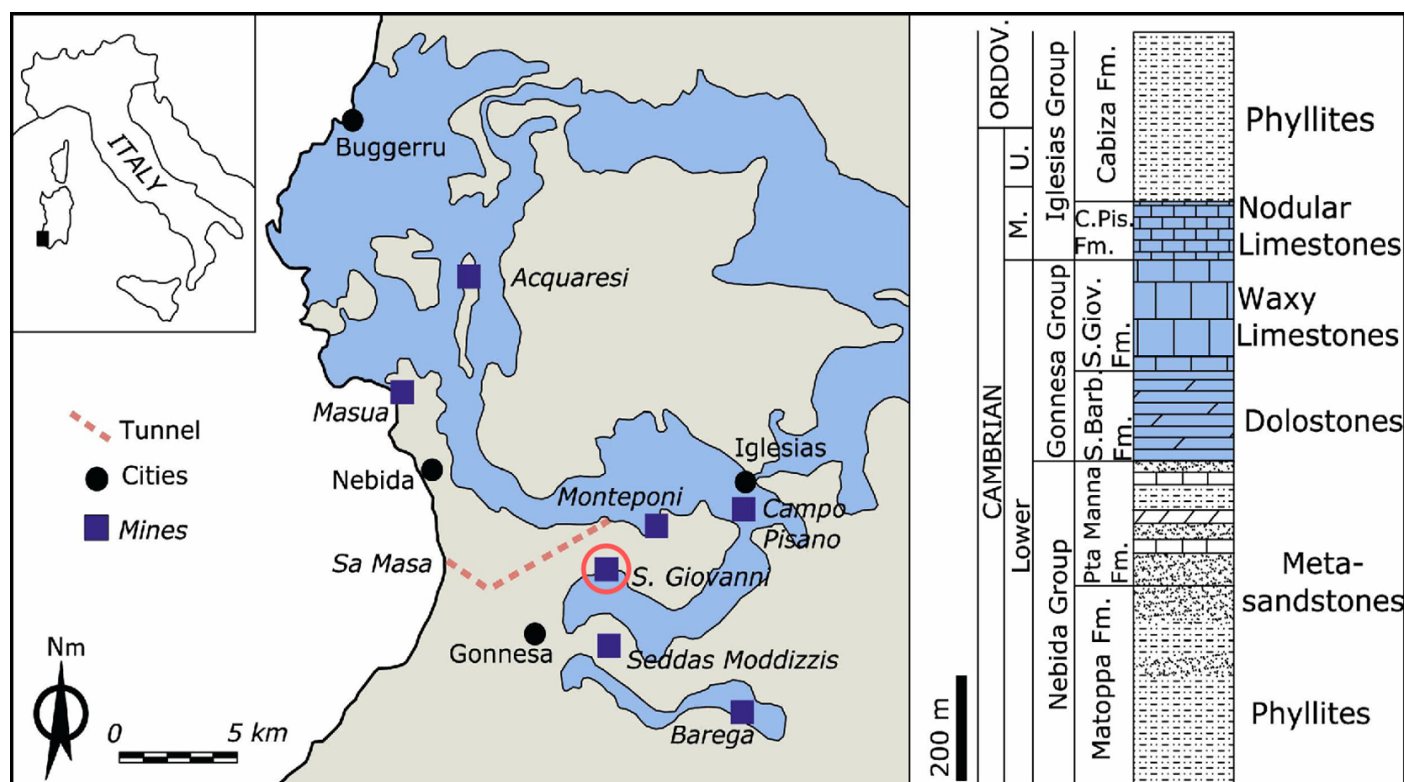 ITALY
Buggerru
Acquaresi
Masua
Tunnel
Cities
Mines
Nebida
Iglesias
Monteponi
Campo
Pisano
Sa Masa
S. Giovanni
Gonnesa
Seddas Moddizzis
Barega
Nm
0 5 km
200 m
ORDOV.
U.
M.
CAMBRIAN
Lower
Iglesias Group
Gonnesa Group
Nebida Group
Cabiza Fm.
C.Pis.
Fm.
S.Giov.
Fm.
S.Barb.
Fm.
Pta Manna
Fm.
Matoppa Fm.
Phyllites
Nodular
Limestones
Waxy
Limestones
Dolostones
Meta-
sandstones
Phyllites